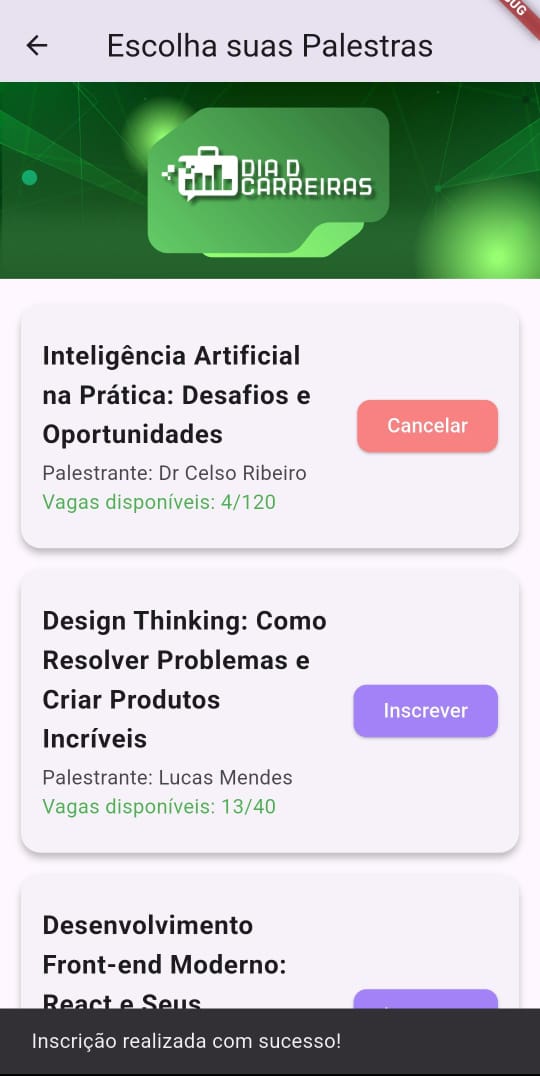 UG
Escolha suas Palestras
DIA D
CARREIRAS
Inteligência Artificial
na Prática: Desafios e
Oportunidades
Palestrante: Dr Celso Ribeiro
Vagas disponíveis: 4/120
Cancelar
Design Thinking: Como
Resolver Problemas e
Criar Produtos
Incríveis
Palestrante: Lucas Mendes
Vagas disponíveis: 13/40
Inscrever
Desenvolvimento
Front-end Moderno:
React e Seus
Inscrição realizada com sucesso!